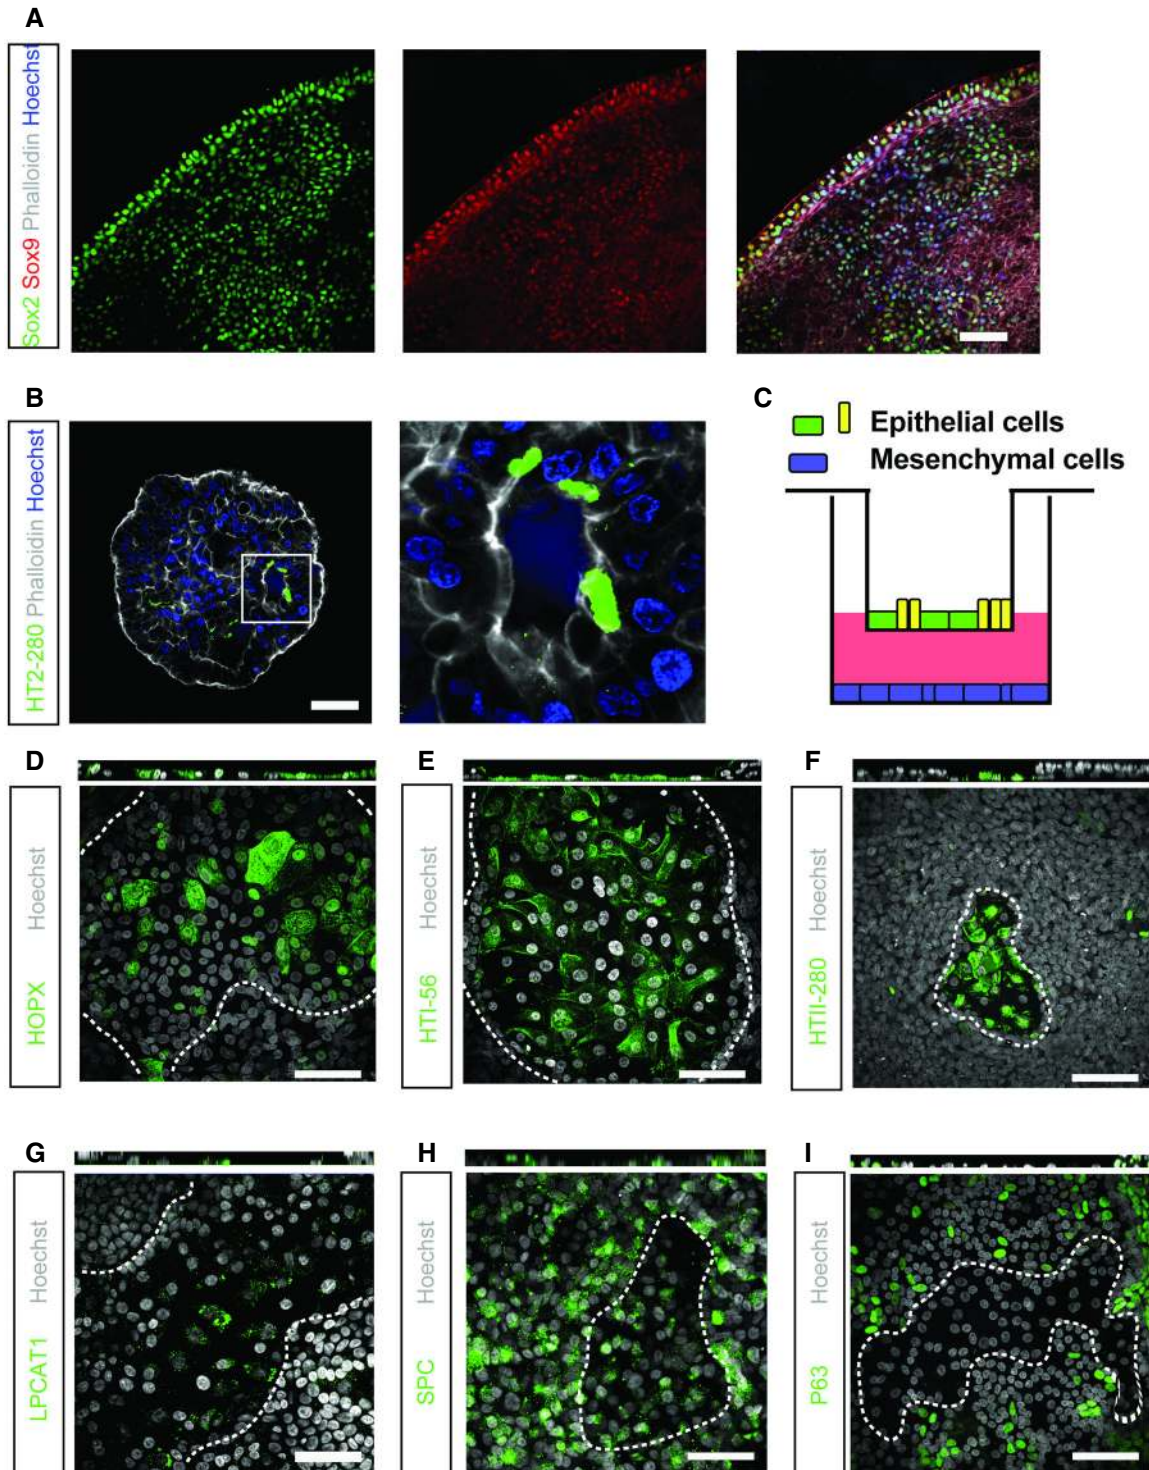 A
Sox2 Sox9 Phalloidin Hoechst
B
HT2-280 Phalloidin Hoechst
C
Epithelial cells
Mesenchymal cells
D
HOPX Hoechst
E
HTI-56 Hoechst
F
HTII-280 Hoechst
G
LPCAT1 Hoechst
H
SPC Hoechst
I
P63 Hoechst